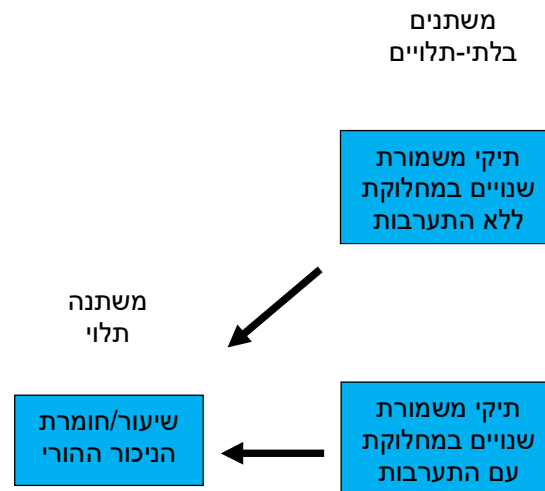 משתנים
בלתי-תלויים
תיקי משמורת
שנויים במחלוקת
ללא התערבות
משתנה
תלוי
תיקי משמורת
שנויים במחלוקת
עם התערבות
שיעור/חומרת
הניכור ההורי